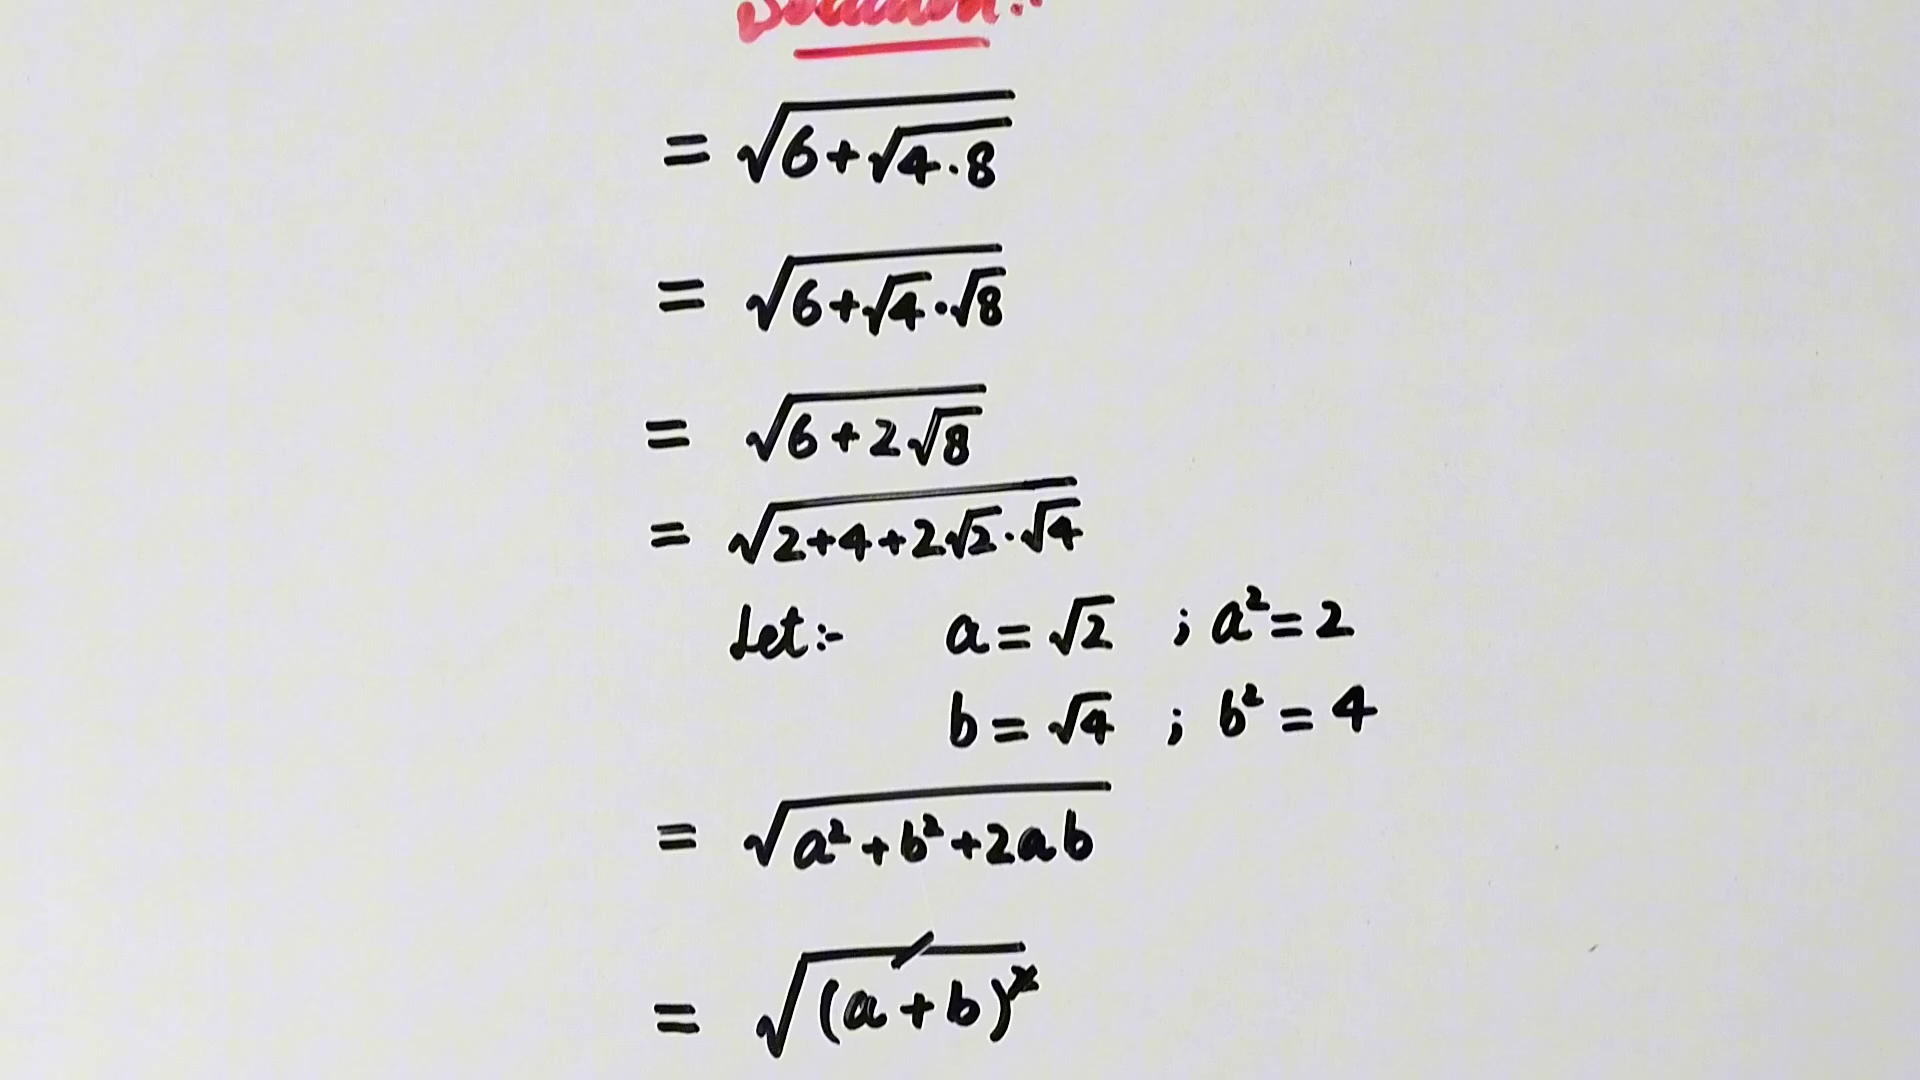 Solution:-
= √(6+√(4·8))
= √(6+√4·√8)
= √(6+2√8)
= √(2+4+2√2·√4)
Let:- a = √2 ; a² = 2
b = √4 ; b² = 4
= √(a²+b²+2ab)
= √(a+b)²